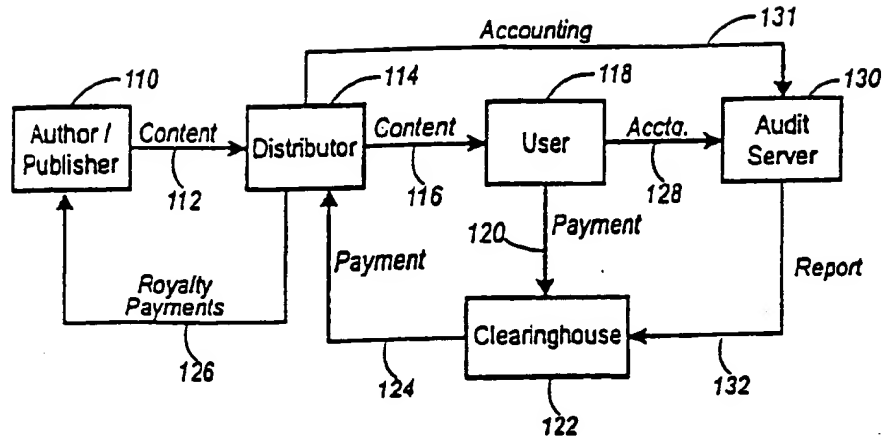 Accounting
131
110
114
118
130
Author /
Publisher
Content
Distributor
Content
User
Accta.
Audit
Server
112
116
128
120
Payment
Payment
Report
Royalty
Payments
Clearinghouse
126
124
132
122